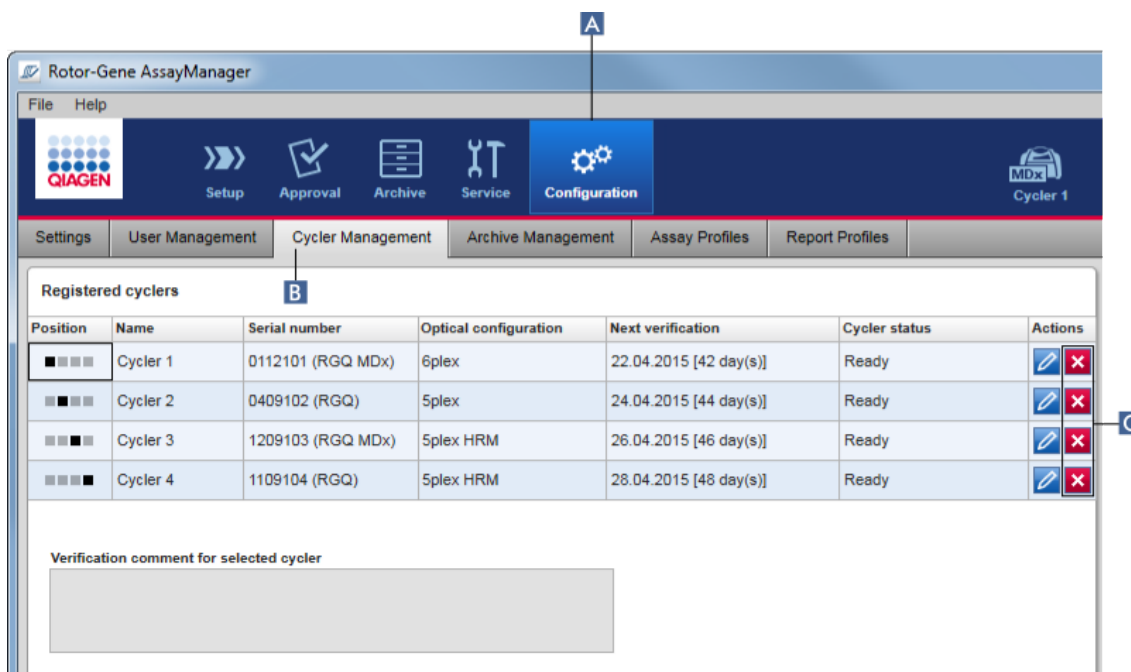 A
Rotor-Gene AssayManager
File Help
QIAGEN
Setup Approval Archive Service Configuration
MDx
Cycler 1
Settings User Management Cycler Management Archive Management Assay Profiles Report Profiles
Registered cyclers
B
Position Name Serial number Optical configuration Next verification Cycler status Actions
Cycler 1 0112101 (RGQ MDx) 6plex 22.04.2015 [42 day(s)] Ready
Cycler 2 0409102 (RGQ) 5plex 24.04.2015 [44 day(s)] Ready
C
Cycler 3 1209103 (RGQ MDx) 5plex HRM 26.04.2015 [46 day(s)] Ready
Cycler 4 1109104 (RGQ) 5plex HRM 28.04.2015 [48 day(s)] Ready
Verification comment for selected cycler